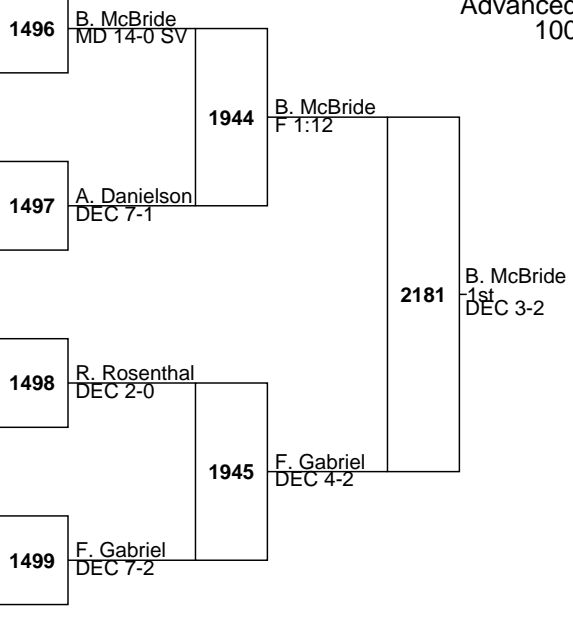 Advanced
100
1496
B. McBride
MD 14-0 SV
1944
B. McBride
F 1:12
1497
A. Danielson
DEC 7-1
2181
B. McBride
1st
DEC 3-2
1498
R. Rosenthal
DEC 2-0
1945
F. Gabriel
DEC 4-2
1499
F. Gabriel
DEC 7-2